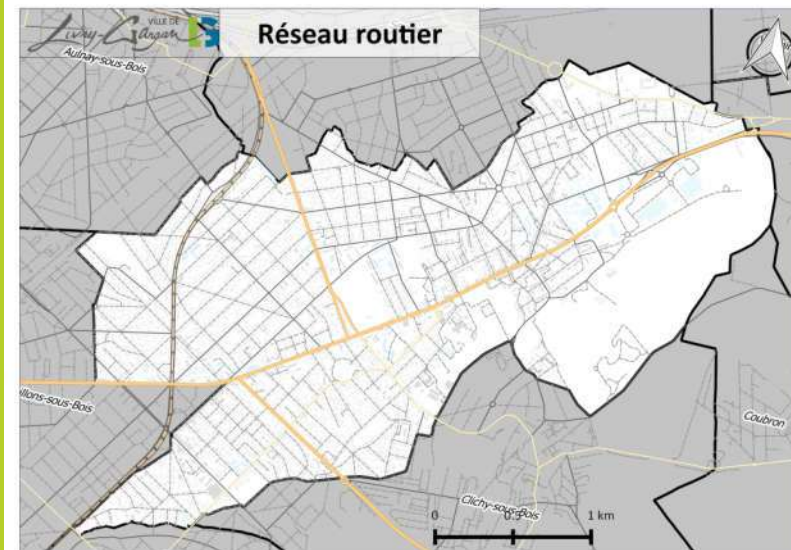 VILLE DE
Livry-Gargan
Réseau routier
Aulnay-sous-Bois
illons-sous-Bois
Coubron
Clichy-sous-Bois
0 0.5 1 km